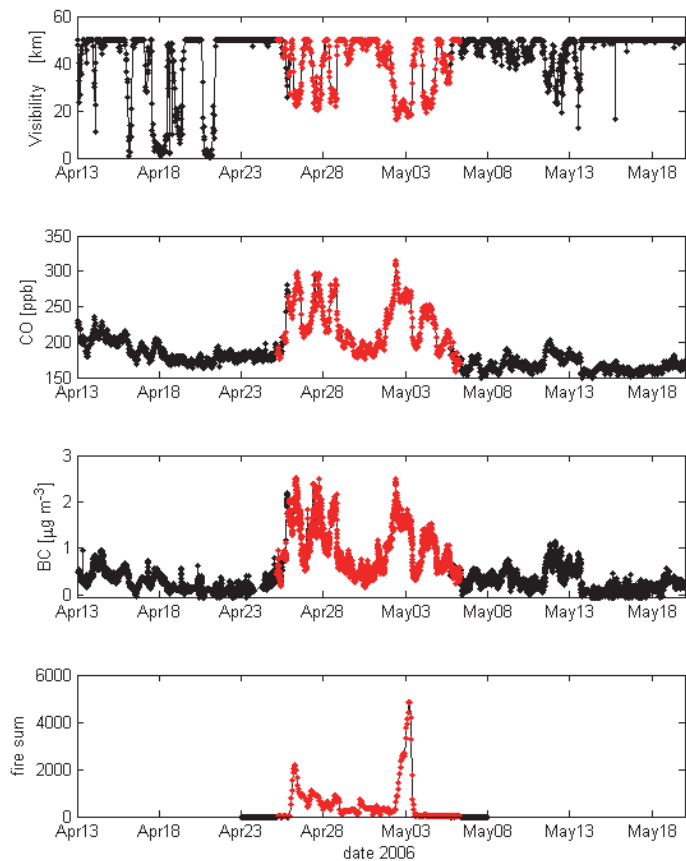 60
40
20
0
Visibility [km]
Apr13 Apr18 Apr23 Apr28 May03 May08 May13 May18
350
300
250
200
150
CO [ppb]
Apr13 Apr18 Apr23 Apr28 May03 May08 May13 May18
3
2
1
0
BC [µg m⁻³]
Apr13 Apr18 Apr23 Apr28 May03 May08 May13 May18
6000
4000
2000
0
fire sum
Apr13 Apr18 Apr23 Apr28 May03 May08 May13 May18
date 2006